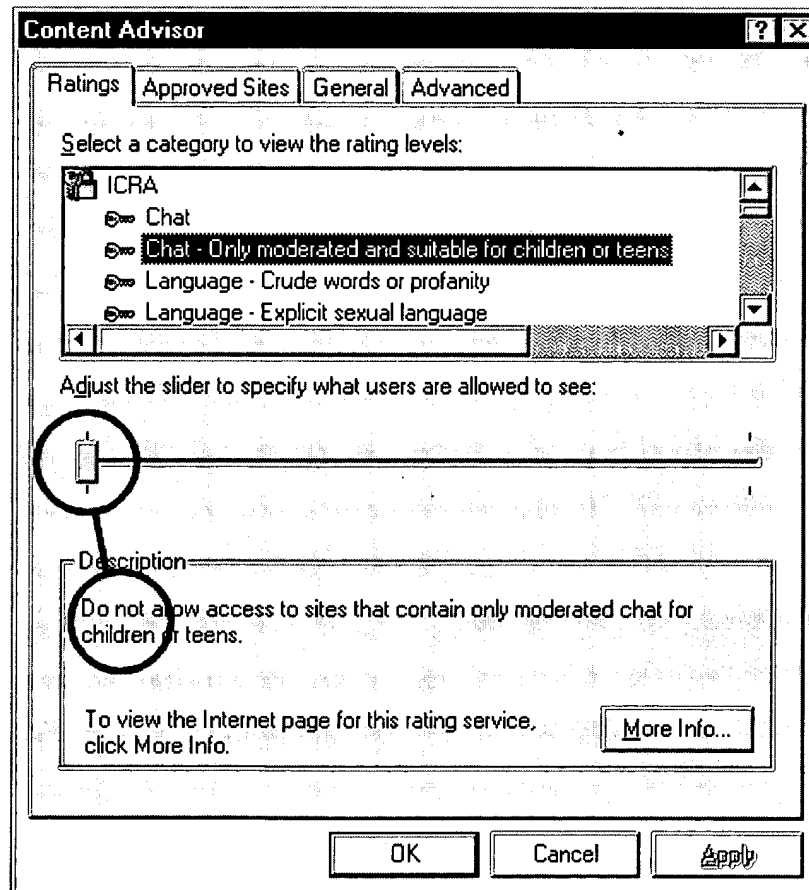 Content Advisor
Ratings Approved Sites General Advanced
Select a category to view the rating levels:
ICRA
Chat
Chat - Only moderated and suitable for children or teens
Language - Crude words or profanity
Language - Explicit sexual language
Adjust the slider to specify what users are allowed to see:
Description
Do not allow access to sites that contain only moderated chat for
children or teens.
To view the Internet page for this rating service,
click More Info.
More Info...
OK Cancel Apply